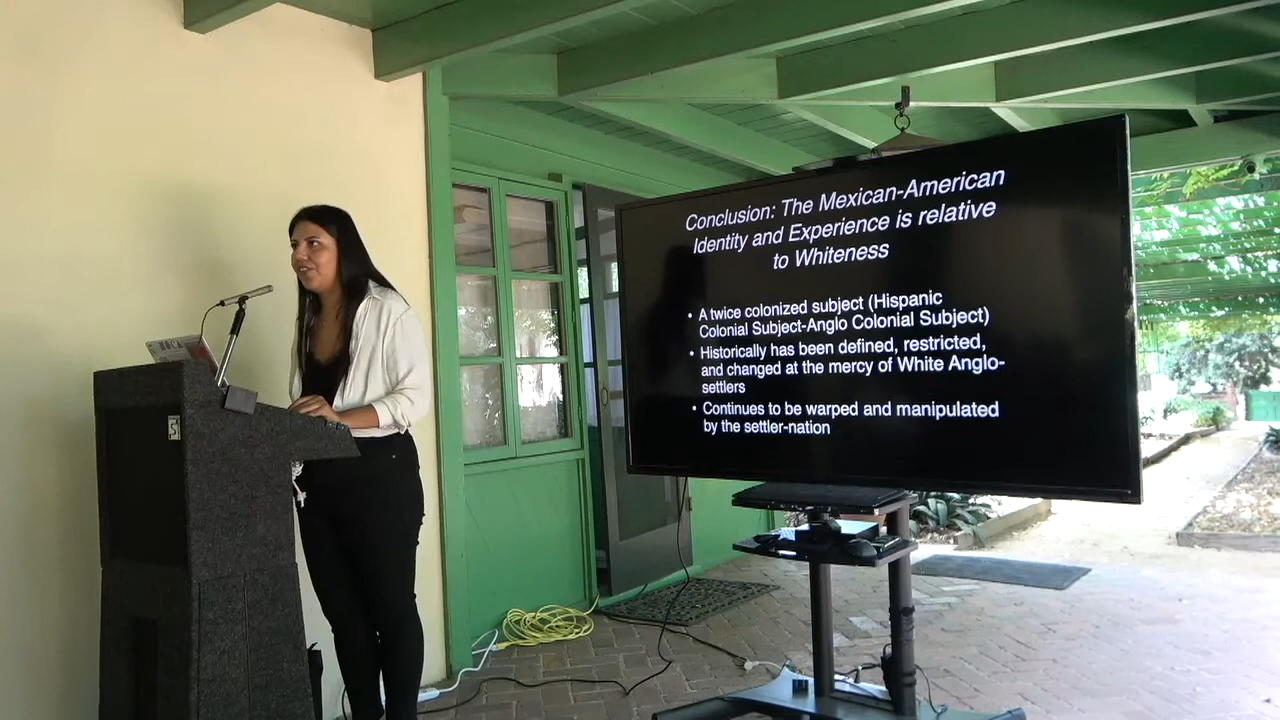 Conclusion: The Mexican-American
Identity and Experience is relative
to Whiteness
• A twice colonized subject (Hispanic
Colonial Subject-Anglo Colonial Subject)
• Historically has been defined, restricted,
and changed at the mercy of White Anglo-
settlers
• Continues to be warped and manipulated
by the settler-nation